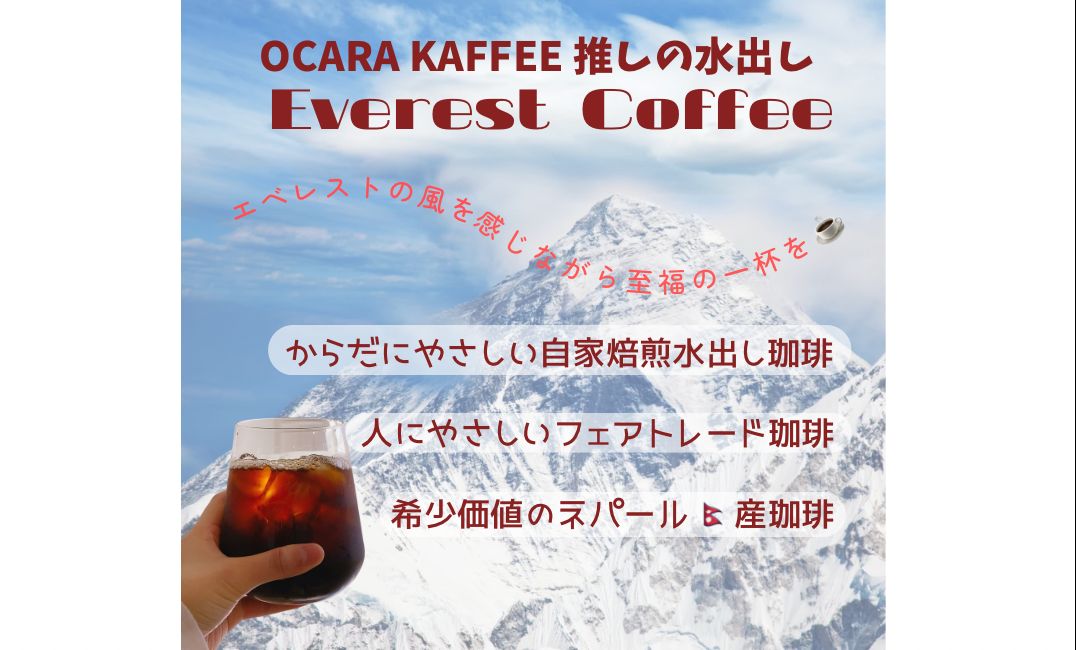 OCARA KAFFEE 推しの水出し
Everest Coffee
エベレストの風を感じながら至福の一杯を
からだにやさしい自家焙煎水出し珈琲
人にやさしいフェアトレード珈琲
希少価値のネパール🇳🇵産珈琲